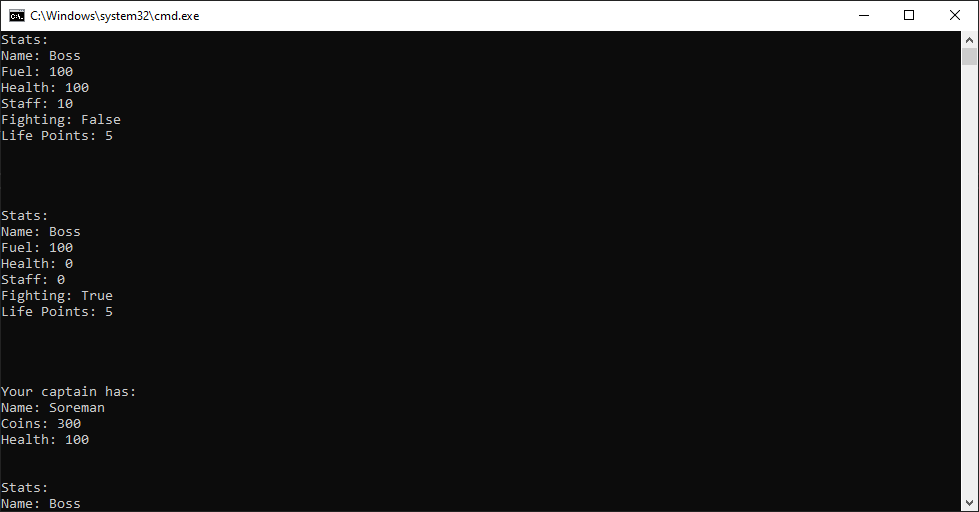 C:\Windows\system32\cmd.exe
Stats:
Name: Boss
Fuel: 100
Health: 100
Staff: 10
Fighting: False
Life Points: 5
Stats:
Name: Boss
Fuel: 100
Health: 0
Staff: 0
Fighting: True
Life Points: 5
Your captain has:
Name: Soreman
Coins: 300
Health: 100
Stats:
Name: Boss